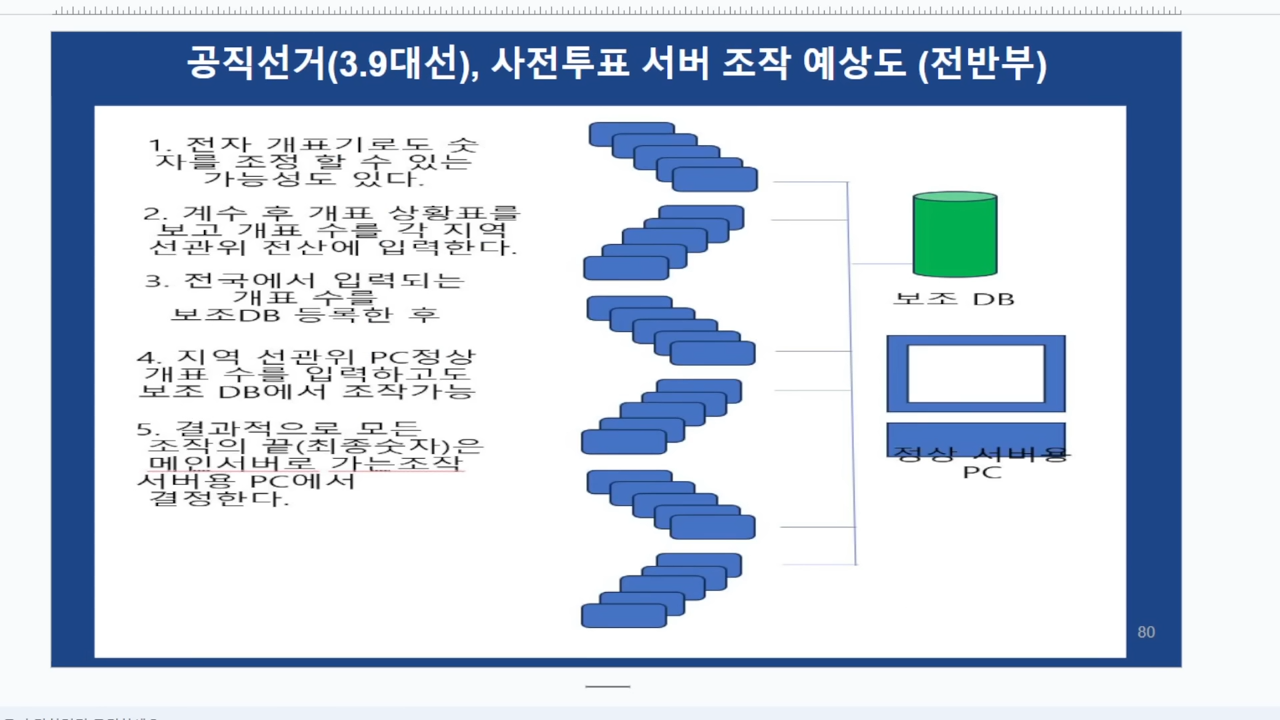 공직선거(3.9대선), 사전투표 서버 조작 예상도 (전반부)
1. 전자 개표기로도 숫
자를 조정 할 수 있는
가능성도 있다.
2. 계수 후 개표 상황표를
보고 개표 수를 각 지역
선관위 전산에 입력한다.
3. 전국에서 입력되는
개표 수를
보조DB 등록한 후
4. 지역 선관위 PC정상
개표 수를 입력하고도
보조 DB에서 조작가능
5. 결과적으로 모든
조작의 끝(최종숫자)은
메인서버로 가는조작
서버용 PC에서
결정한다.
보조 DB
정상 서버용
PC
80